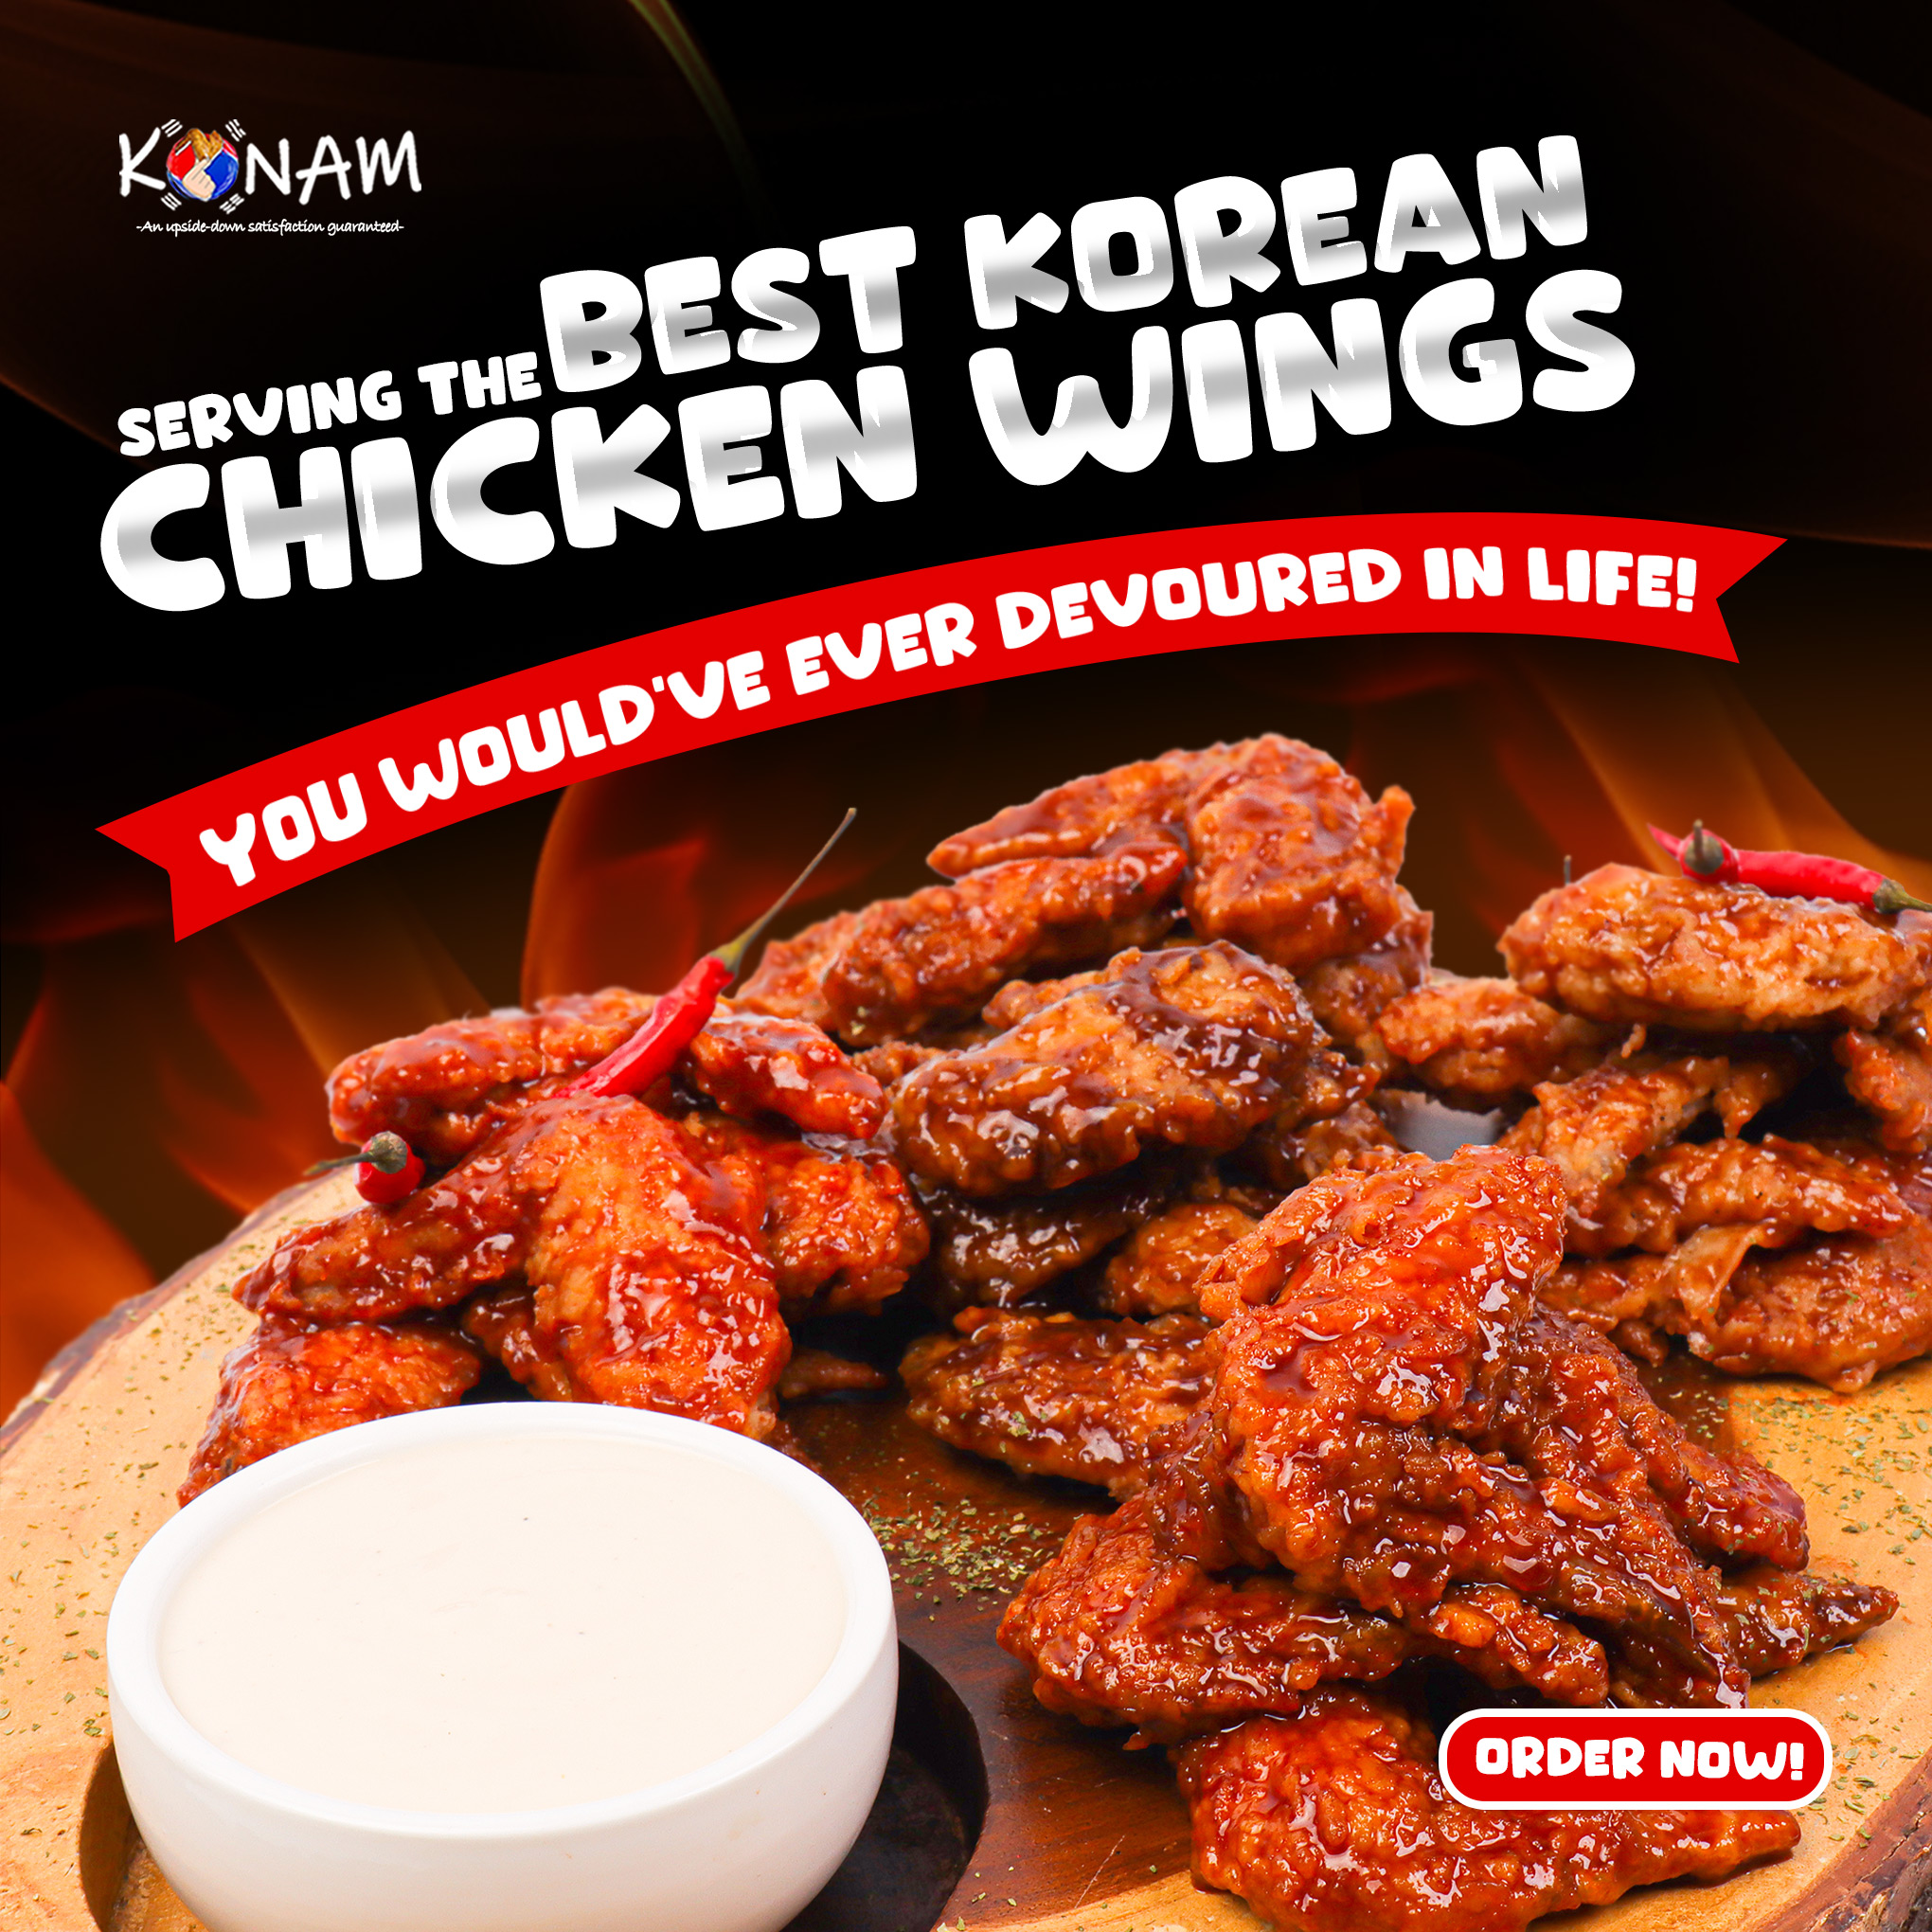 KONAM
-An upside-down satisfaction guaranteed-
SERVING THE BEST KOREAN
CHICKEN WINGS
YOU WOULD'VE EVER DEVOURED IN LIFE!
ORDER NOW!